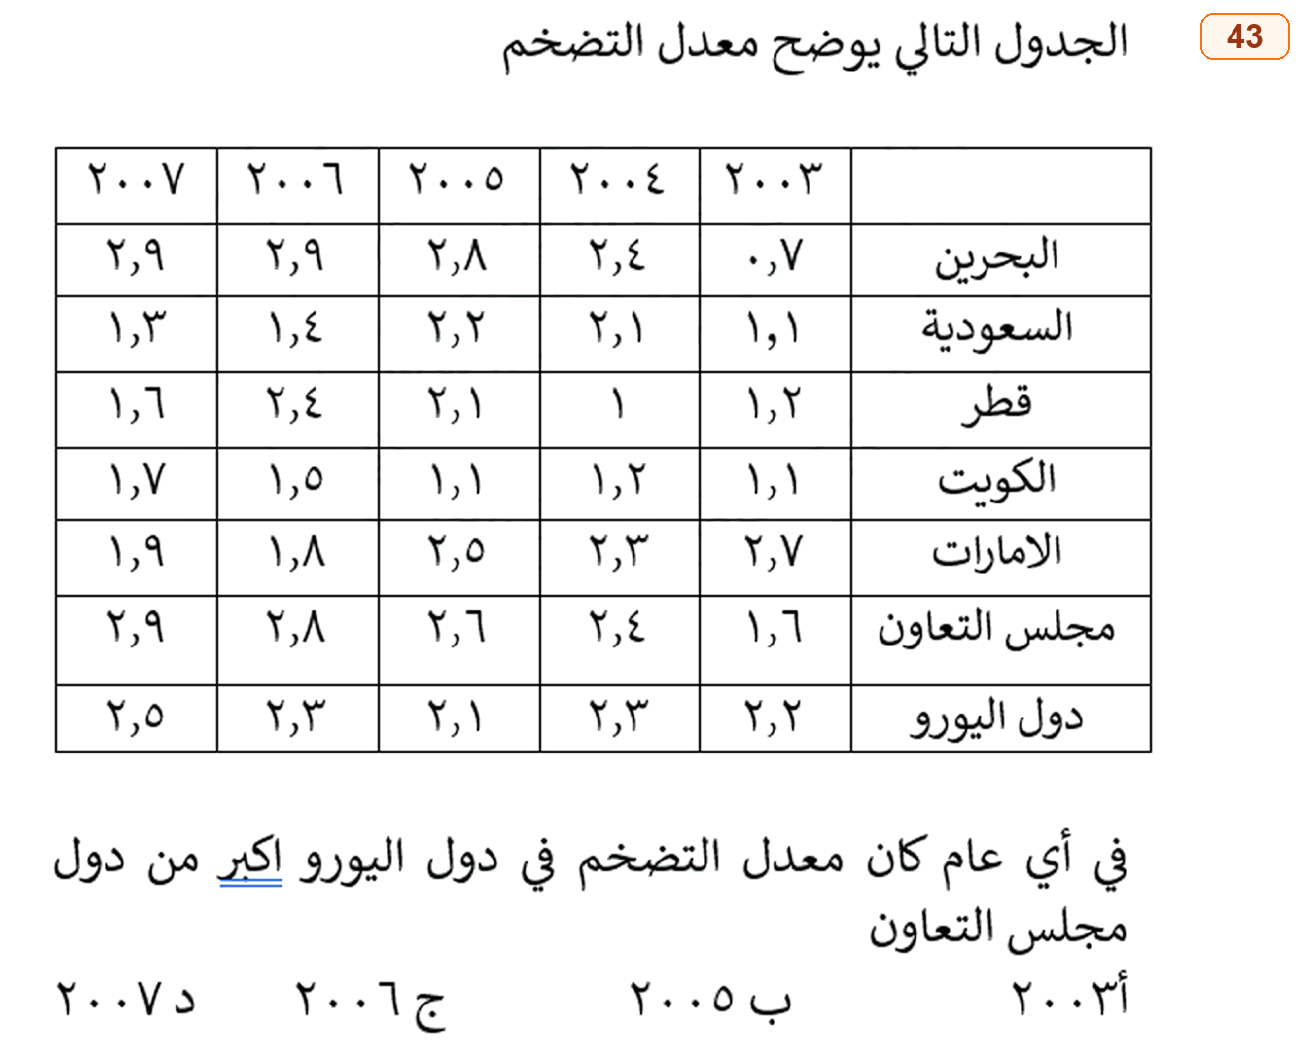 43
الجدول التالي يوضح معدل التضخم
٢٠٠٣ ٢٠٠٤ ٢٠٠٥ ٢٠٠٦ ٢٠٠٧
البحرين ٠,٧ ٢,٤ ٢,٨ ٢,٩ ٢,٩
السعودية ١,١ ٢,١ ٢,٢ ١,٤ ١,٣
قطر ١,٢ ١ ٢,١ ٢,٤ ١,٦
الكويت ١,١ ١,٢ ١,١ ١,٥ ١,٧
الامارات ٢,٧ ٢,٣ ٢,٥ ١,٨ ١,٩
مجلس التعاون ١,٦ ٢,٤ ٢,٦ ٢,٨ ٢,٩
دول اليورو ٢,٢ ٢,٣ ٢,١ ٢,٣ ٢,٥
في أي عام كان معدل التضخم في دول اليورو اكبر من دول
مجلس التعاون
أ٢٠٠٣ ب ٢٠٠٥ ج ٢٠٠٦ د ٢٠٠٧